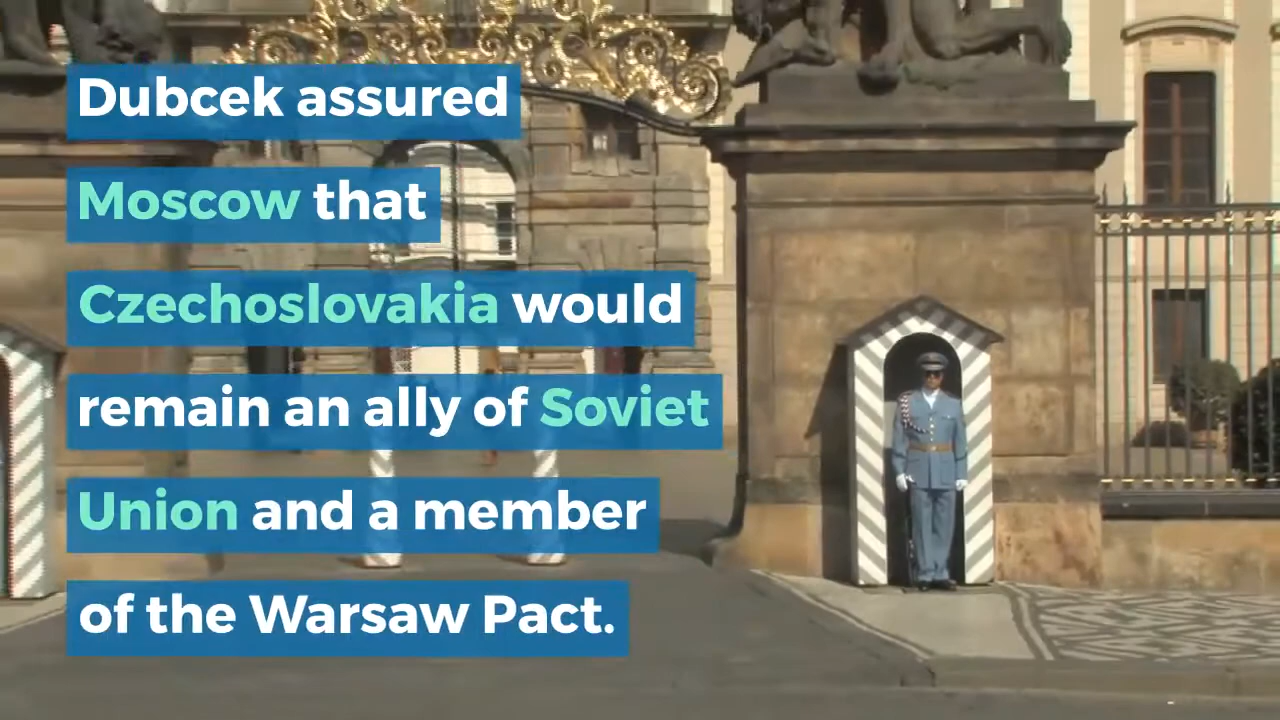 Dubcek assured
Moscow that
Czechoslovakia would
remain an ally of Soviet
Union and a member
of the Warsaw Pact.